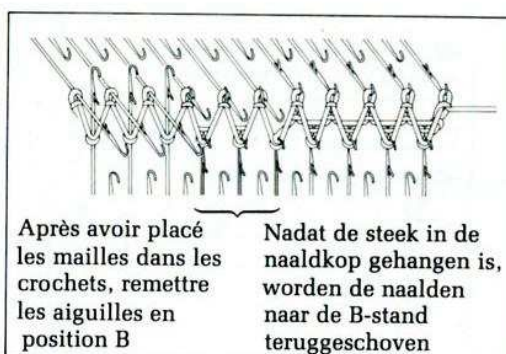 Après avoir placé
les mailles dans les
crochets, remettre
les aiguilles en
position B
Nadat de steek in de
naaldkop gehangen is,
worden de naalden
naar de B-stand
teruggeschoven